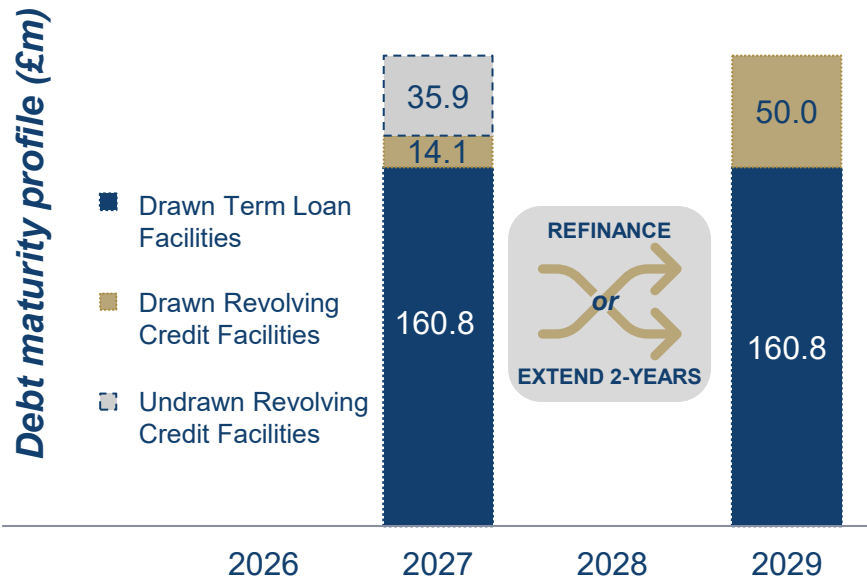 Debt maturity profile (£m)
Drawn Term Loan
Facilities
Drawn Revolving
Credit Facilities
Undrawn Revolving
Credit Facilities
35.9
14.1
160.8
REFINANCE
or
EXTEND 2-YEARS
50.0
160.8
2026
2027
2028
2029